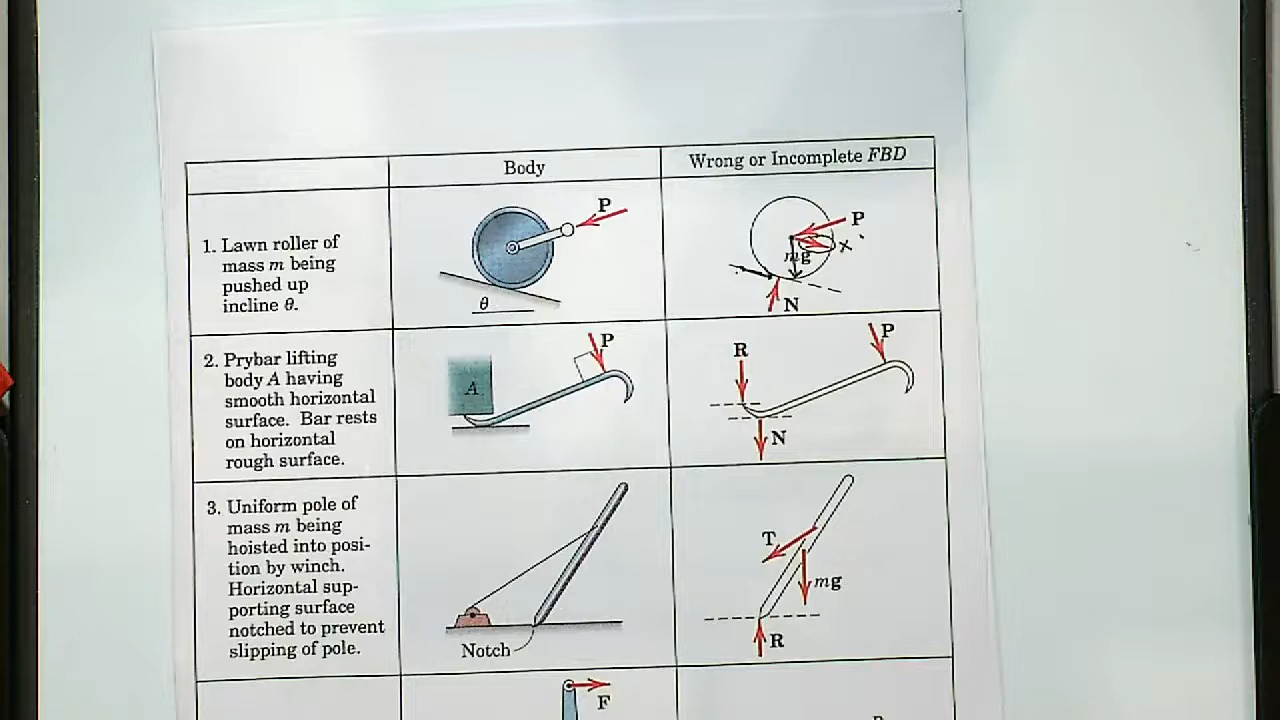 Body
Wrong or Incomplete FBD
1. Lawn roller of
mass m being
pushed up
incline θ.
P
θ
P
x
mg
N
2. Prybar lifting
body A having
smooth horizontal
surface. Bar rests
on horizontal
rough surface.
P
A
R
P
N
3. Uniform pole of
mass m being
hoisted into posi-
tion by winch.
Horizontal sup-
porting surface
notched to prevent
slipping of pole.
Notch
T
mg
R
F